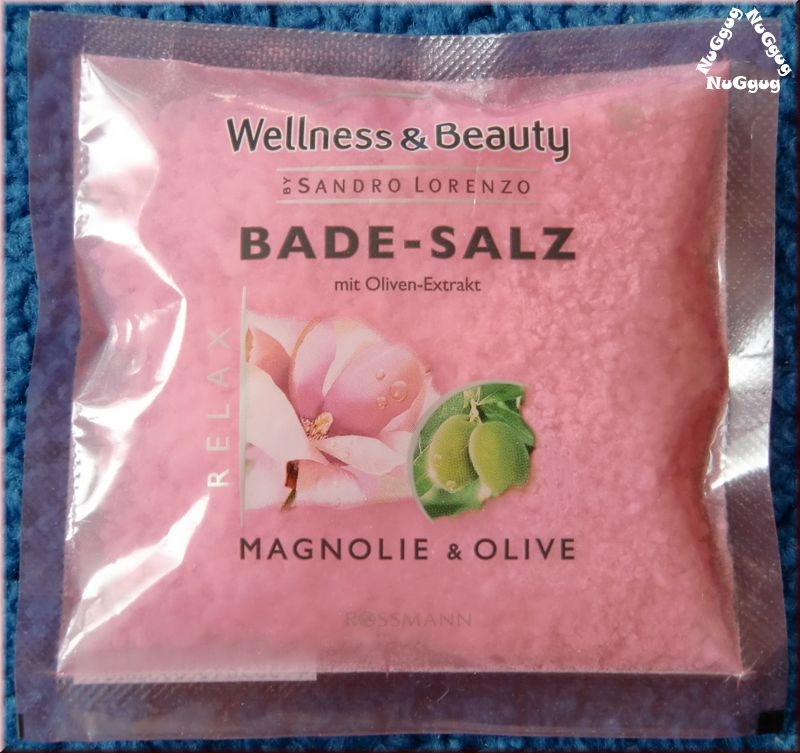 NuGgug NuGgug
NuGgug
Wellness & Beauty
BY SANDRO LORENZO
BADE-SALZ
mit Oliven-Extrakt
RELAX
MAGNOLIE & OLIVE
ROSSMANN